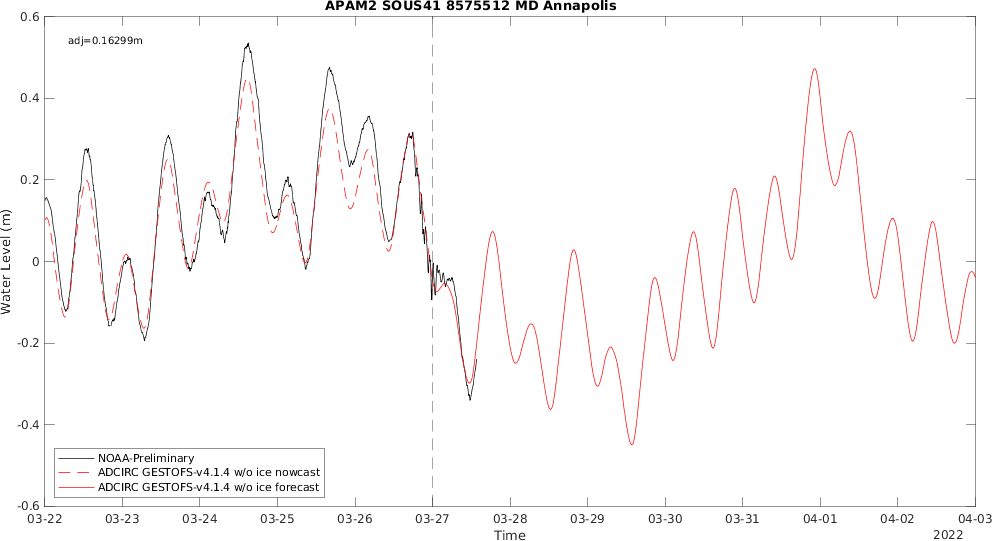 APAM2 SOUS41 8575512 MD Annapolis
adj=0.16299m
Water Level (m)
0.6
0.4
0.2
0
-0.2
-0.4
-0.6
NOAA-Preliminary
ADCIRC GESTOFS-v4.1.4 w/o ice nowcast
ADCIRC GESTOFS-v4.1.4 w/o ice forecast
03-22 03-23 03-24 03-25 03-26 03-27 03-28 03-29 03-30 03-31 04-01 04-02 04-03
Time
2022